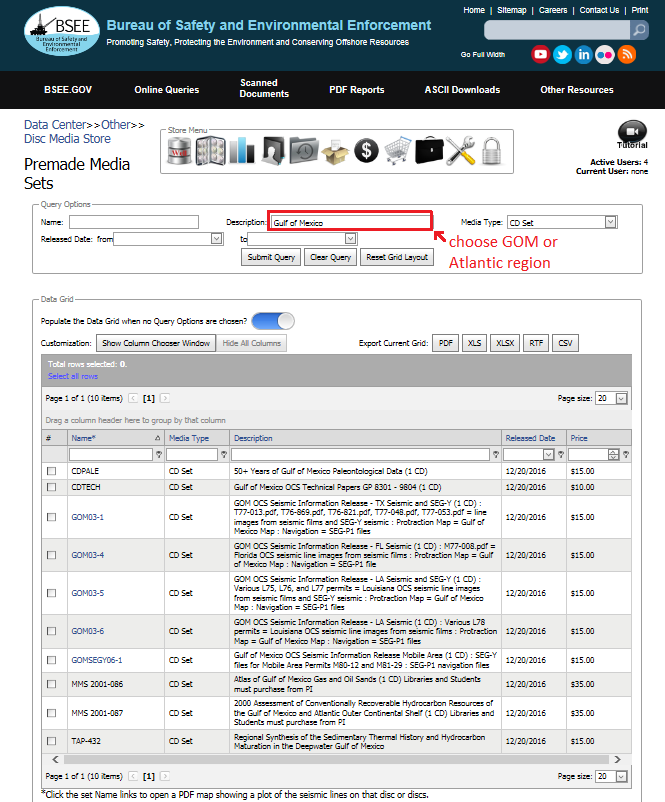 Home | Sitemap | Careers | Contact Us | Print
BSEE
Bureau of Safety and
Environmental
Enforcement
Bureau of Safety and Environmental Enforcement
Promoting Safety, Protecting the Environment and Conserving Offshore Resources
Go Full Width
BSEE.GOV Online Queries Scanned Documents PDF Reports ASCII Downloads Other Resources
Data Center>>Other>>
Disc Media Store
Store Menu
Well
Tutorial
Premade Media
Sets
Active Users: 4
Current User: none
Query Options
Name: Description: Gulf of Mexico Media Type: CD Set
Released Date: from to
choose GOM or
Atlantic region
Submit Query Clear Query Reset Grid Layout
Data Grid
Populate the Data Grid when no Query Options are chosen?
Customization: Show Column Chooser Window Hide All Columns Export Current Grid: PDF XLS XLSX RTF CSV
Total rows selected: 0.
Select all rows
Page 1 of 1 (10 items) [1] Page size: 20
Drag a column header here to group by that column
# Name* Media Type Description Released Date Price
CDPALE CD Set 50+ Years of Gulf of Mexico Paleontological Data (1 CD) 12/20/2016 $15.00
CDTECH CD Set Gulf of Mexico OCS Technical Papers GP 8301 - 9804 (1 CD) 12/20/2016 $10.00
GOM OCS Seismic Information Release - TX Seismic and SEG-Y (1 CD) :
T77-013.pdf, T76-869.pdf, T76-821.pdf, T77-048.pdf, T77-053.pdf = line
GOM03-1 CD Set images from seismic films and SEG-Y seismic : Protraction Map = Gulf of 12/20/2016 $15.00
Mexico Map : Navigation = SEG-P1 files
GOM OCS Seismic Information Release - FL Seismic (1 CD) : M77-008.pdf =
GOM03-4 CD Set Florida OCS seismic line images from seismic films : Protraction Map = Gulf 12/20/2016 $15.00
of Mexico Map : Navigation = SEG-P1 file
GOM OCS Seismic Information Release - LA Seismic and SEG-Y (1 CD) :
Various L75, L76, and L77 permits = Louisiana OCS seismic line images
GOM03-5 CD Set from seismic films and SEG-Y seismic : Protraction Map = Gulf of Mexico 12/20/2016 $15.00
Map : Navigation = SEG-P1 files
GOM OCS Seismic Information Release - LA Seismic (1 CD) : Various L78
GOM03-6 CD Set permits = Louisiana OCS seismic line images from seismic films : Protraction 12/20/2016 $15.00
Map = Gulf of Mexico Map : Navigation = SEG-P1 files
GOMSEGY06-1 CD Set Gulf of Mexico OCS Seismic Information Release Mobile Area (1 CD) : SEG-Y 12/20/2016 $15.00
files for Mobile Area Permits M80-12 and M81-29 : SEG-P1 navigation files
MMS 2001-086 CD Set Atlas of Gulf of Mexico Gas and Oil Sands (1 CD) Libraries and Students 12/20/2016 $35.00
must purchase from PI
2000 Assessment of Conventionally Recoverable Hydrocarbon Resources
MMS 2001-087 CD Set of the Gulf of Mexico and Atlantic Outer Continental Shelf (1 CD) Libraries and 12/20/2016 $35.00
Students must purchase from PI
TAP-432 CD Set Regional Synthesis of the Sedimentary Thermal History and Hydrocarbon 12/20/2016 $15.00
Maturation in the Deepwater Gulf of Mexico
Page 1 of 1 (10 items) [1] Page size: 20
*Click the set Name links to open a PDF map showing a plot of the seismic lines on that disc or discs.